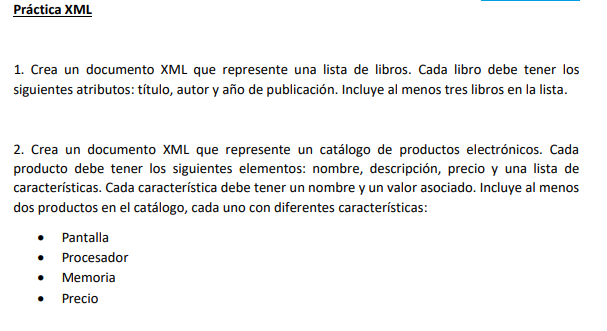 Práctica XML
1. Crea un documento XML que represente una lista de libros. Cada libro debe tener los
siguientes atributos: título, autor y año de publicación. Incluye al menos tres libros en la lista.
2. Crea un documento XML que represente un catálogo de productos electrónicos. Cada
producto debe tener los siguientes elementos: nombre, descripción, precio y una lista de
características. Cada característica debe tener un nombre y un valor asociado. Incluye al menos
dos productos en el catálogo, cada uno con diferentes características:
• Pantalla
• Procesador
• Memoria
• Precio